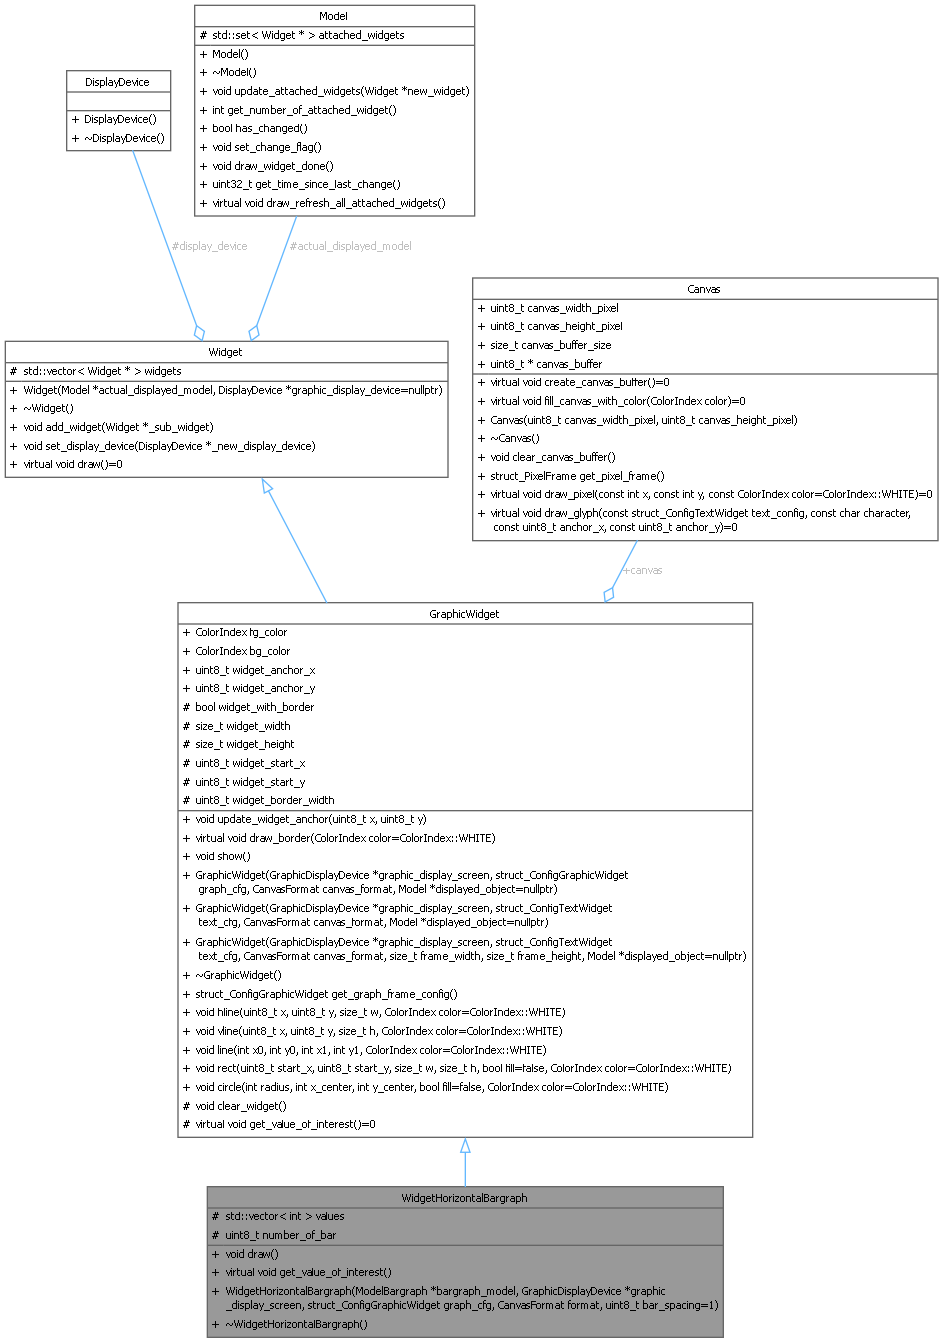 Model
# std::set< Widget * > attached_widgets
+ Model()
+ ~Model()
+ void update_attached_widgets(Widget *new_widget)
+ int get_number_of_attached_widget()
+ bool has_changed()
+ void set_change_flag()
+ void draw_widget_done()
+ uint32_t get_time_since_last_change()
+ virtual void draw_refresh_all_attached_widgets()
DisplayDevice
+ DisplayDevice()
+ ~DisplayDevice()
#display_device
#actual_displayed_model
Canvas
+ uint8_t canvas_width_pixel
+ uint8_t canvas_height_pixel
+ size_t canvas_buffer_size
+ uint8_t * canvas_buffer
+ virtual void create_canvas_buffer()=0
+ virtual void fill_canvas_with_color(ColorIndex color)=0
+ Canvas(uint8_t canvas_width_pixel, uint8_t canvas_height_pixel)
+ ~Canvas()
+ void clear_canvas_buffer()
+ struct_PixelFrame get_pixel_frame()
+ virtual void draw_pixel(const int x, const int y, const ColorIndex color=ColorIndex::WHITE)=0
+ virtual void draw_glyph(const struct_ConfigTextWidget text_config, const char character,
const uint8_t anchor_x, const uint8_t anchor_y)=0
Widget
# std::vector< Widget * > widgets
+ Widget(Model *actual_displayed_model, DisplayDevice *graphic_display_device=nullptr)
+ ~Widget()
+ void add_widget(Widget *_sub_widget)
+ void set_display_device(DisplayDevice *_new_display_device)
+ virtual void draw()=0
+canvas
GraphicWidget
+ ColorIndex fg_color
+ ColorIndex bg_color
+ uint8_t widget_anchor_x
+ uint8_t widget_anchor_y
# bool widget_with_border
# size_t widget_width
# size_t widget_height
# uint8_t widget_start_x
# uint8_t widget_start_y
# uint8_t widget_border_width
+ void update_widget_anchor(uint8_t x, uint8_t y)
+ virtual void draw_border(ColorIndex color=ColorIndex::WHITE)
+ void show()
+ GraphicWidget(GraphicDisplayDevice *graphic_display_screen, struct_ConfigGraphicWidget
graph_cfg, CanvasFormat canvas_format, Model *displayed_object=nullptr)
+ GraphicWidget(GraphicDisplayDevice *graphic_display_screen, struct_ConfigTextWidget
text_cfg, CanvasFormat canvas_format, Model *displayed_object=nullptr)
+ GraphicWidget(GraphicDisplayDevice *graphic_display_screen, struct_ConfigTextWidget
text_cfg, CanvasFormat canvas_format, size_t frame_width, size_t frame_height, Model *displayed_object=nullptr)
+ ~GraphicWidget()
+ struct_ConfigGraphicWidget get_graph_frame_config()
+ void hline(uint8_t x, uint8_t y, size_t w, ColorIndex color=ColorIndex::WHITE)
+ void vline(uint8_t x, uint8_t y, size_t h, ColorIndex color=ColorIndex::WHITE)
+ void line(int x0, int y0, int x1, int y1, ColorIndex color=ColorIndex::WHITE)
+ void rect(uint8_t start_x, uint8_t start_y, size_t w, size_t h, bool fill=false, ColorIndex color=ColorIndex::WHITE)
+ void circle(int radius, int x_center, int y_center, bool fill=false, ColorIndex color=ColorIndex::WHITE)
# void clear_widget()
# virtual void get_value_of_interest()=0
WidgetHorizontalBargraph
# std::vector< int > values
# uint8_t number_of_bar
+ void draw()
+ virtual void get_value_of_interest()
+ WidgetHorizontalBargraph(ModelBargraph *bargraph_model, GraphicDisplayDevice *graphic
_display_screen, struct_ConfigGraphicWidget graph_cfg, CanvasFormat format, uint8_t bar_spacing=1)
+ ~WidgetHorizontalBargraph()